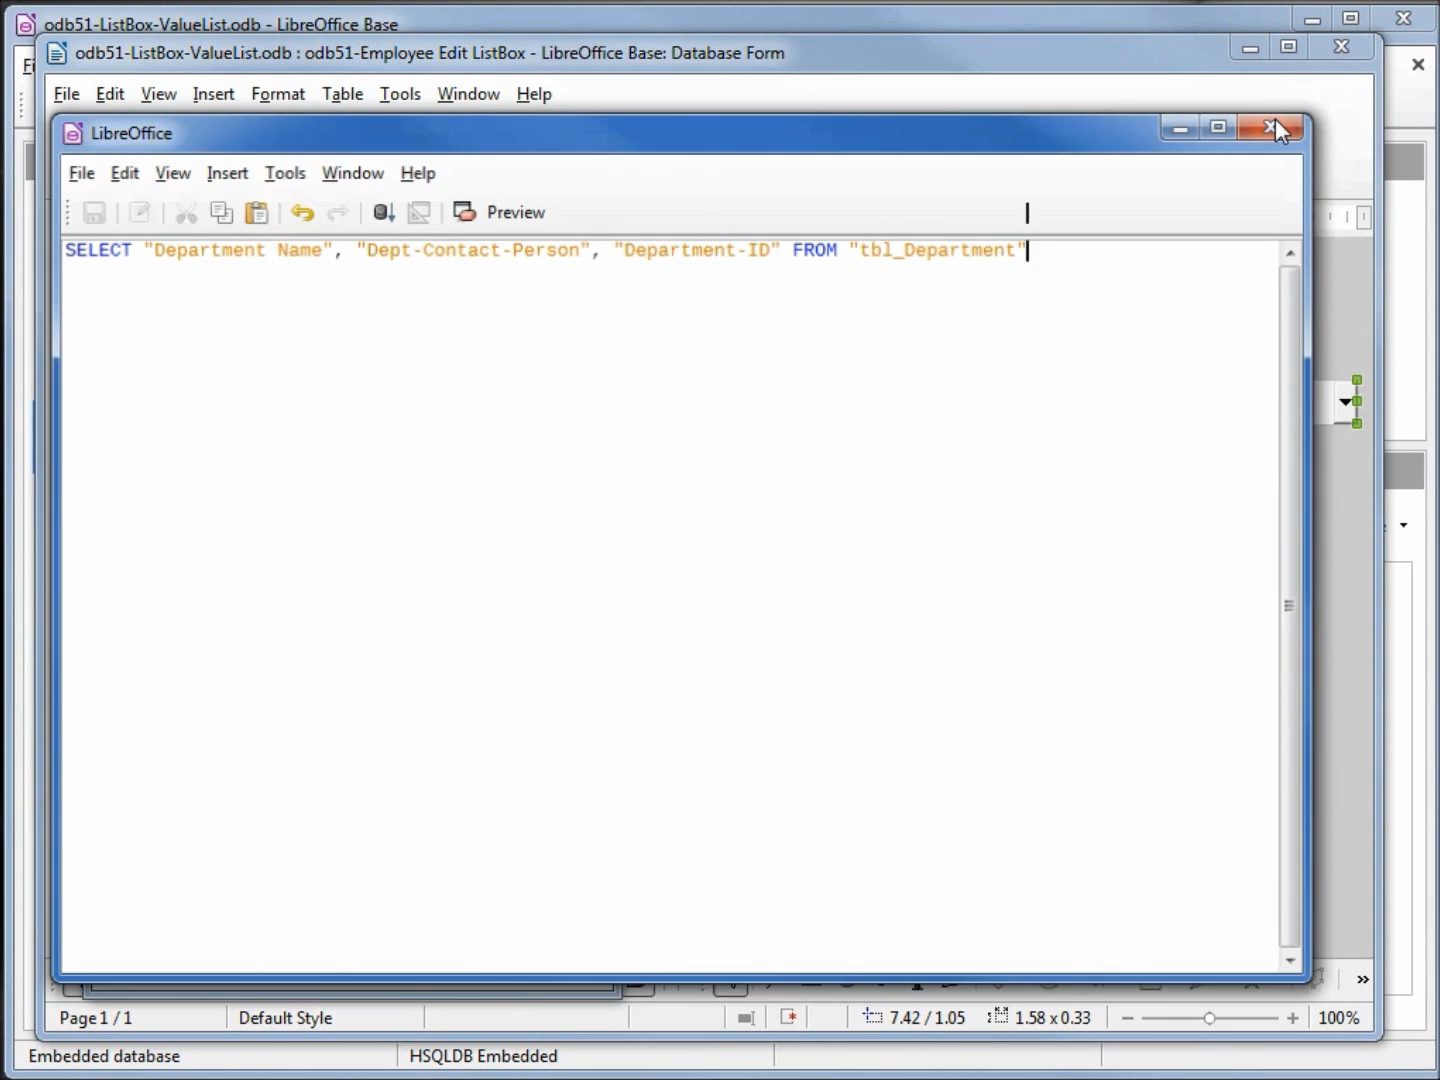 odb51-ListBox-ValueList.odb - LibreOffice Base
odb51-ListBox-ValueList.odb : odb51-Employee Edit ListBox - LibreOffice Base: Database Form
File Edit View Insert Format Table Tools Window Help
LibreOffice
File Edit View Insert Tools Window Help
Preview
SELECT "Department Name", "Dept-Contact-Person", "Department-ID" FROM "tbl_Department"
Page 1 / 1 Default Style 7.42 / 1.05 1.58 x 0.33 100%
Embedded database HSQLDB Embedded